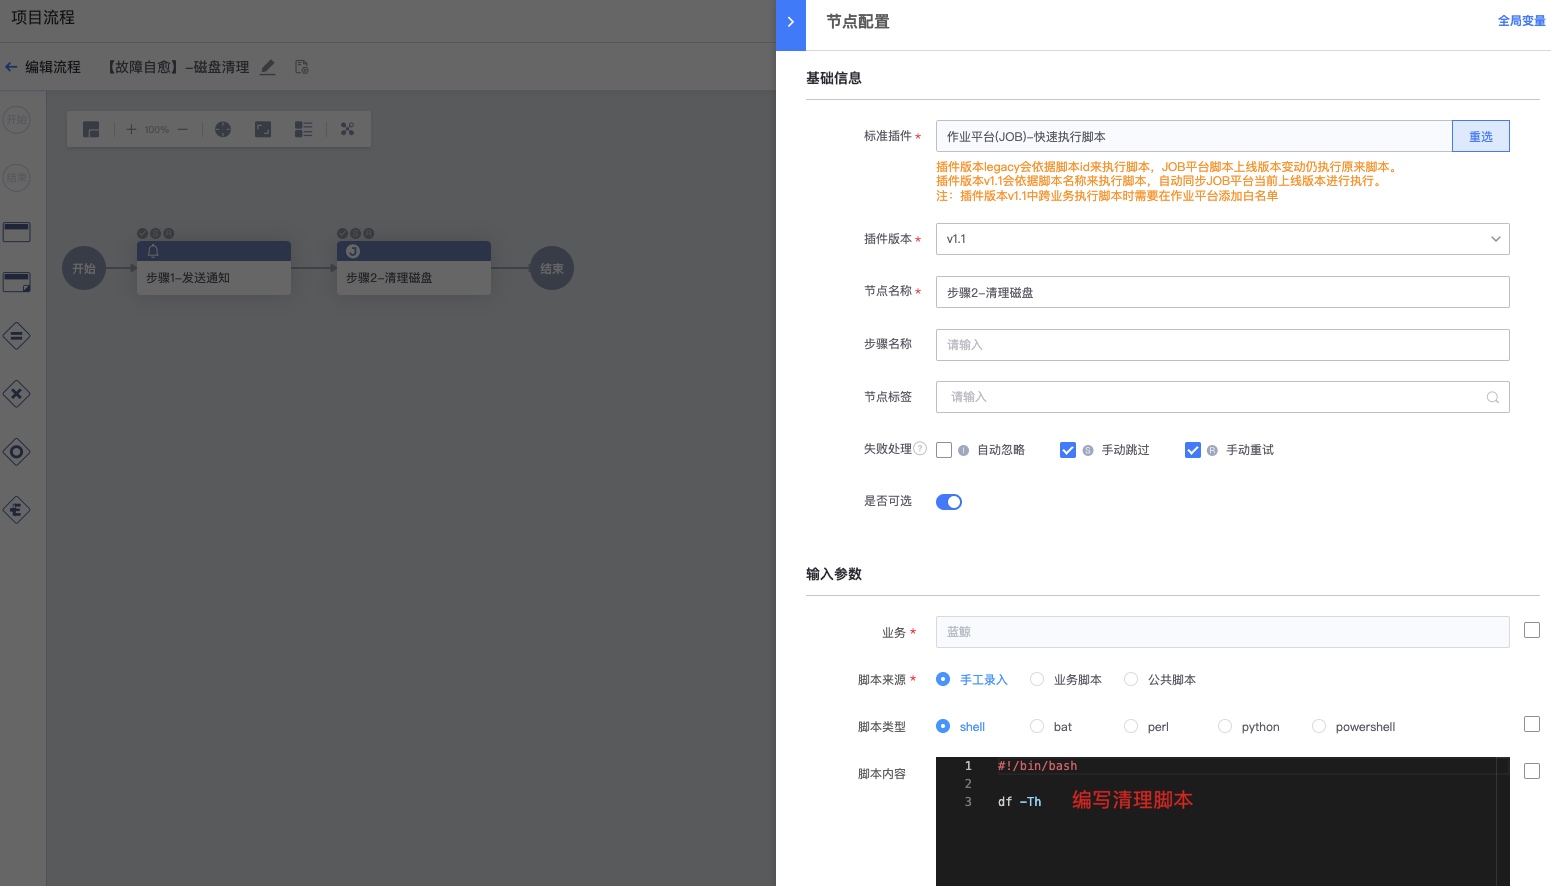 项目流程
编辑流程
【故障自愈】-磁盘清理
开始
结束
100%
开始
步骤1-发送通知
步骤2-清理磁盘
结束
节点配置
全局变量
基础信息
标准插件 *
作业平台(JOB)-快速执行脚本
重选
插件版本legacy会依据脚本id来执行脚本，JOB平台脚本上线版本变动仍执行原来脚本。
插件版本v1.1会依据脚本名称来执行脚本，自动同步JOB平台当前上线版本进行执行。
注：插件版本v1.1中跨业务执行脚本时需要在作业平台添加白名单
插件版本 *
v1.1
节点名称 *
步骤2-清理磁盘
步骤名称
请输入
节点标签
请输入
失败处理
自动忽略
手动跳过
手动重试
是否可选
输入参数
业务 *
蓝鲸
脚本来源 *
手工录入
业务脚本
公共脚本
脚本类型
shell
bat
perl
python
powershell
脚本内容
1 #!/bin/bash
2
3 df -Th
编写清理脚本